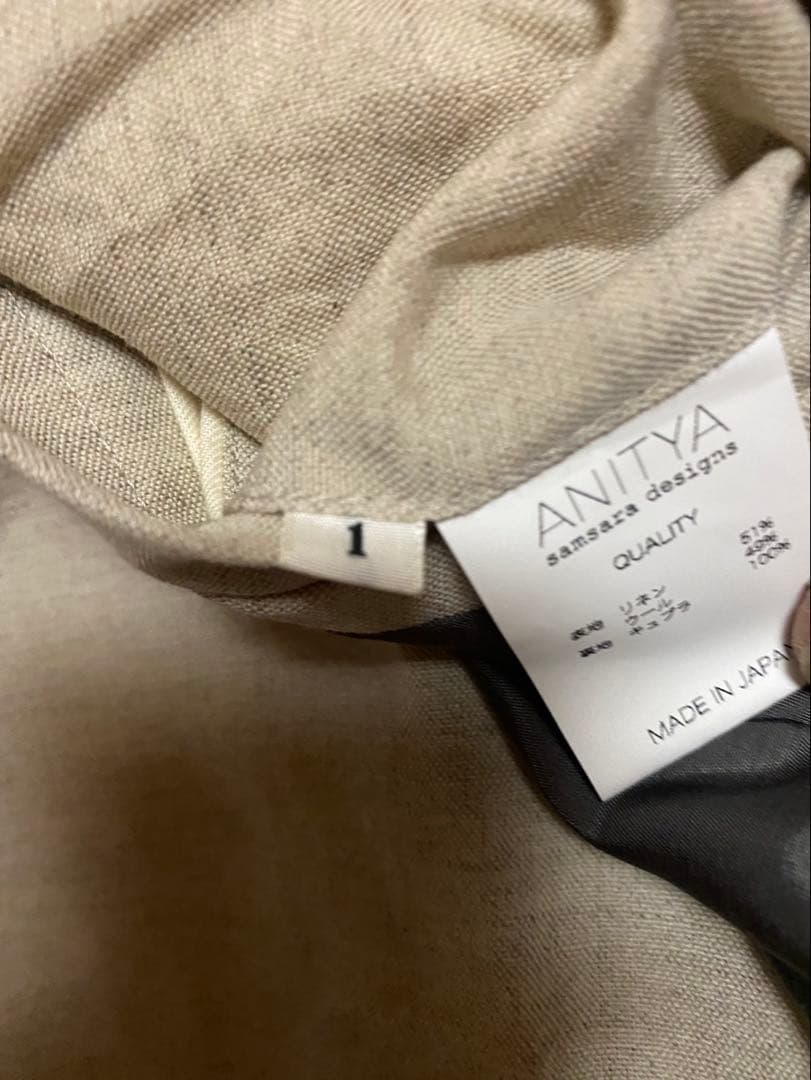 1
ANITYA
samsara designs
QUALITY
表地 リネン 51%
ウール 49%
裏地 キュプラ 100%
MADE IN JAPAN